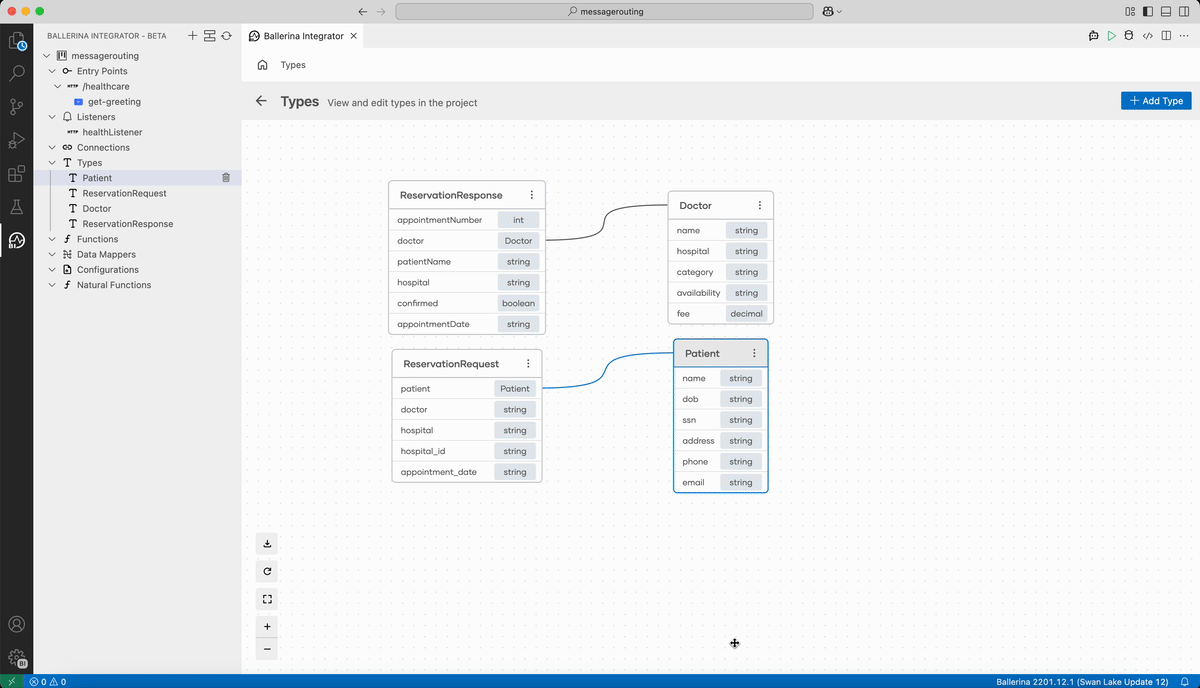 messagerouting
BALLERINA INTEGRATOR - BETA
Ballerina Integrator
messagerouting
Entry Points
HTTP /healthcare
get-greeting
Listeners
HTTP healthListener
Connections
Types
Patient
ReservationRequest
Doctor
ReservationResponse
Functions
Data Mappers
Configurations
Natural Functions
Types
Types View and edit types in the project
+ Add Type
ReservationResponse
appointmentNumber int
doctor Doctor
patientName string
hospital string
confirmed boolean
appointmentDate string
Doctor
name string
hospital string
category string
availability string
fee decimal
ReservationRequest
patient Patient
doctor string
hospital string
hospital_id string
appointment_date string
Patient
name string
dob string
ssn string
address string
phone string
email string
BI
BI
0 0
Ballerina 2201.12.1 (Swan Lake Update 12)